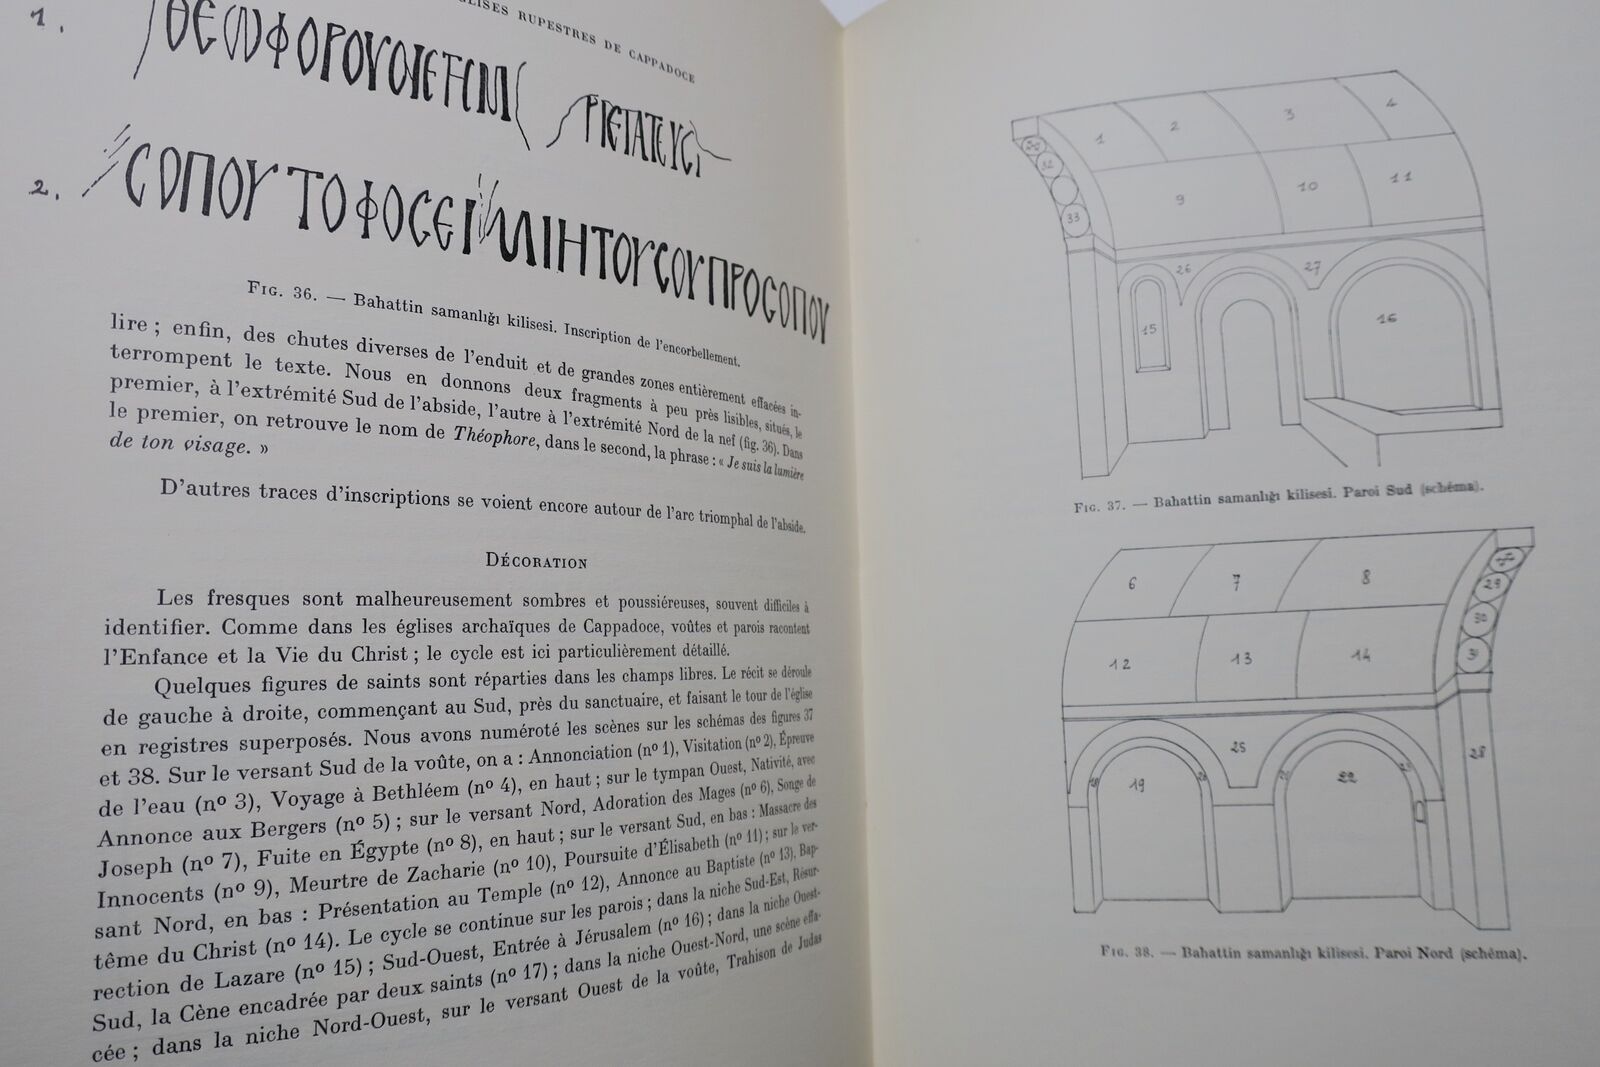 GLISES RUPESTRES DE CAPPADOCE
1.
ΘΕѠΦΟΡΟΥ
2.
ϹΟΠΟΥ ΤΟ ΦΟϹ ΕΙΜΙ Η ΤΟΥ ϹΟΥ ΠΡΟϹΟΠΟΥ
Fig. 36. — Bahattin samanlığı kilisesi. Inscription de l'encorbellement.
lire ; enfin, des chutes diverses de l'enduit et de grandes zones entièrement effacées in-
terrompent le texte. Nous en donnons deux fragments à peu près lisibles, situés, le
premier, à l'extrémité Sud de l'abside, l'autre à l'extrémité Nord de la nef (fig. 36). Dans
le premier, on retrouve le nom de Théophore, dans le second, la phrase : « Je suis la lumière
de ton visage. »
D'autres traces d'inscriptions se voient encore autour de l'arc triomphal de l'abside.
Décoration
Les fresques sont malheureusement sombres et poussiéreuses, souvent difficiles à
identifier. Comme dans les églises archaïques de Cappadoce, voûtes et parois racontent
l'Enfance et la Vie du Christ ; le cycle est ici particulièrement détaillé.
Quelques figures de saints sont réparties dans les champs libres. Le récit se déroule
de gauche à droite, commençant au Sud, près du sanctuaire, et faisant le tour de l'église
en registres superposés. Nous avons numéroté les scènes sur les schémas des figures 37
et 38. Sur le versant Sud de la voûte, on a : Annonciation (nº 1), Visitation (nº 2), Épreuve
de l'eau (nº 3), Voyage à Bethléem (nº 4), en haut ; sur le tympan Ouest, Nativité, avec
Annonce aux Bergers (nº 5) ; sur le versant Nord, Adoration des Mages (nº 6), Songe de
Joseph (nº 7), Fuite en Égypte (nº 8), en haut ; sur le versant Sud, en bas : Massacre des
Innocents (nº 9), Meurtre de Zacharie (nº 10), Poursuite d'Élisabeth (nº 11) ; sur le ver-
sant Nord, en bas : Présentation au Temple (nº 12), Annonce au Baptiste (nº 13), Bap-
tême du Christ (nº 14). Le cycle se continue sur les parois ; dans la niche Sud-Est, Résur-
rection de Lazare (nº 15) ; Sud-Ouest, Entrée à Jérusalem (nº 16) ; dans la niche Ouest-
Sud, la Cène encadrée par deux saints (nº 17) ; dans la niche Ouest-Nord, une scène effa-
cée ; dans la niche Nord-Ouest, sur le versant Ouest de la voûte, Trahison de Judas
1 2 3 4
32
9 10 11
33
26 27
15 16
Fig. 37. — Bahattin samanlığı kilisesi. Paroi Sud (schéma).
6 7 8
29
30
31
12 13 14
25 28
19 22
Fig. 38. — Bahattin samanlığı kilisesi. Paroi Nord (schéma).